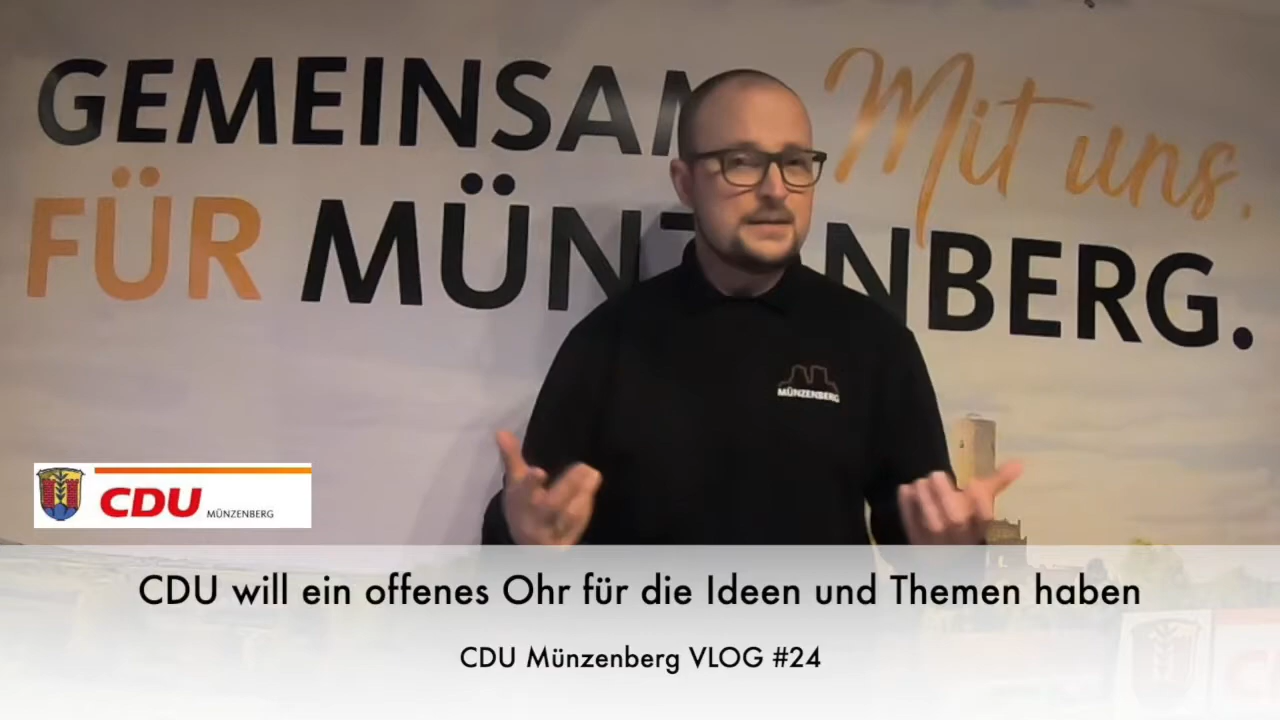 GEMEINSAM Mit uns.
FÜR MÜNZENBERG.
MÜNZENBERG
CDU MÜNZENBERG
CDU will ein offenes Ohr für die Ideen und Themen haben
CDU Münzenberg VLOG #24